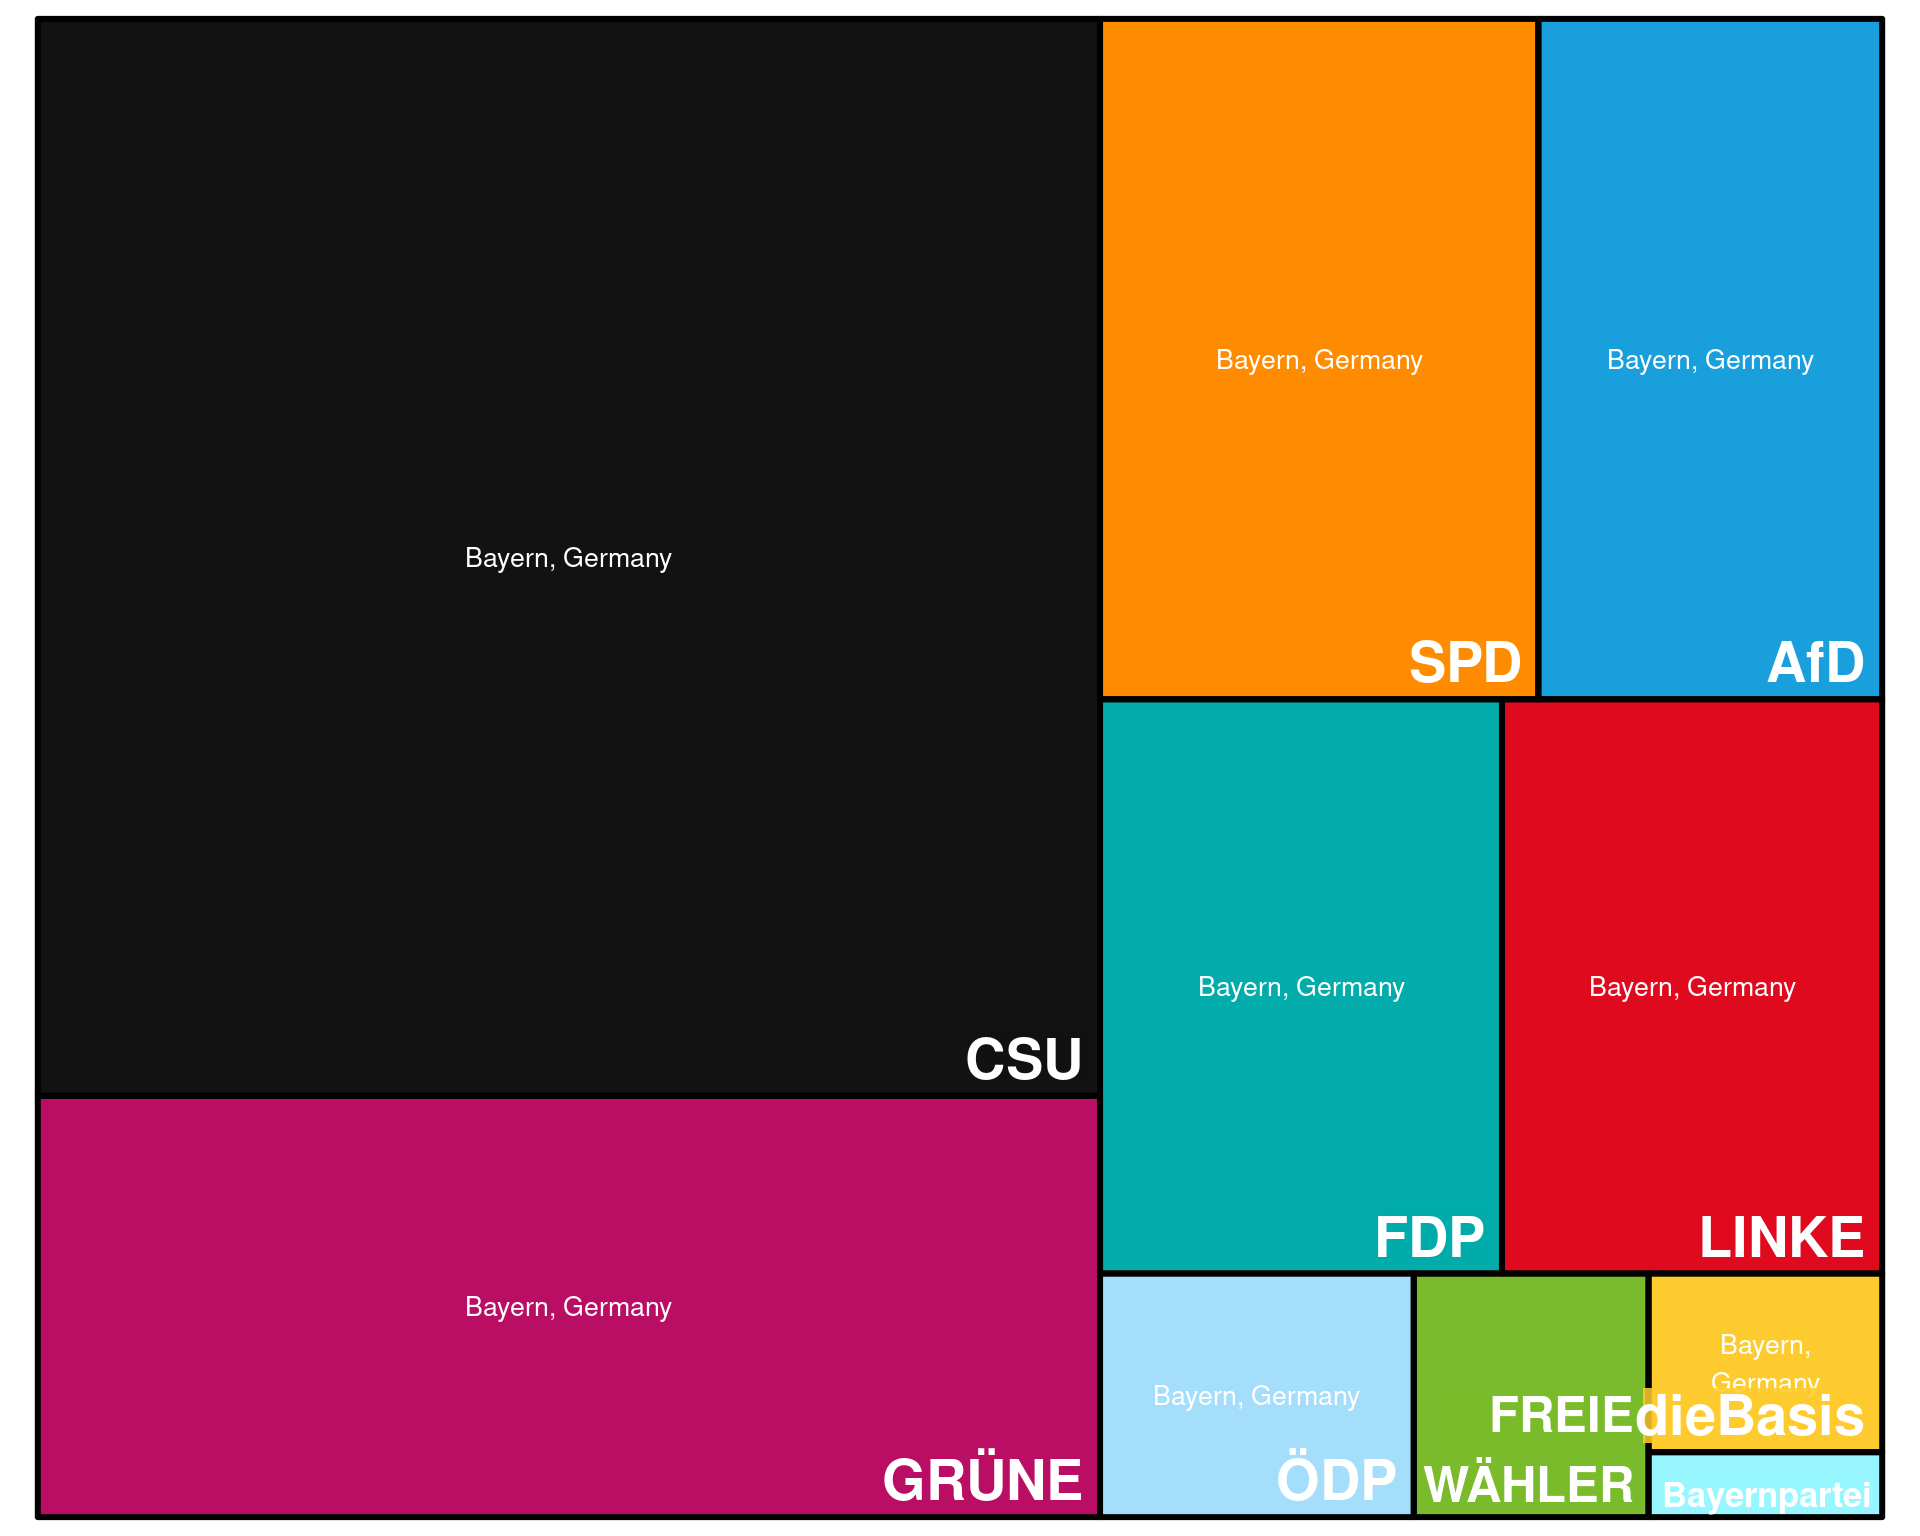 Bayern, Germany
CSU
Bayern, Germany
GRÜNE
Bayern, Germany
SPD
Bayern, Germany
AfD
Bayern, Germany
FDP
Bayern, Germany
LINKE
Bayern, Germany
ÖDP
FREIE
WÄHLER
Bayern,
Germany
dieBasis
Bayernpartei